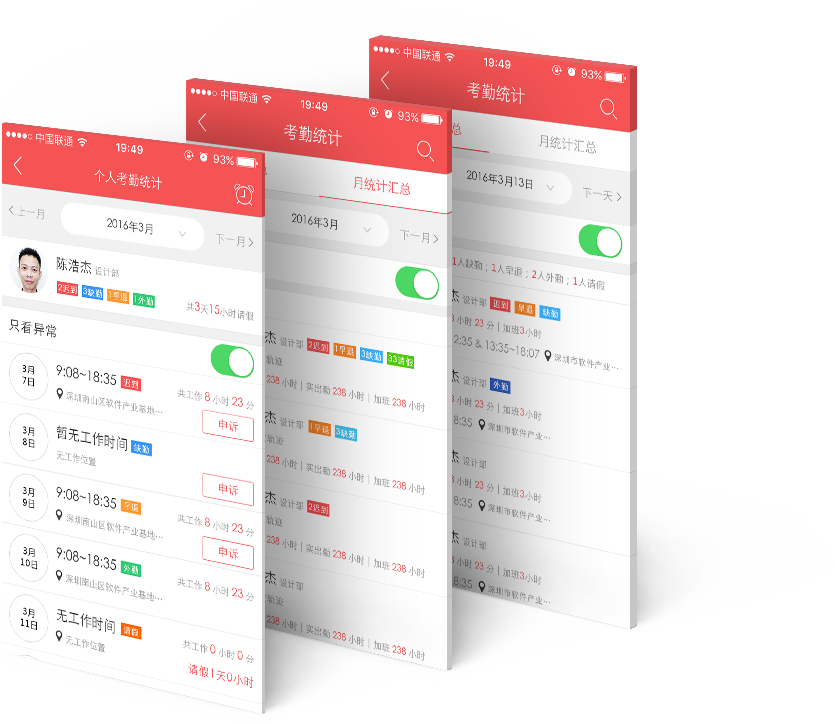 中国联通
19:49
93%
个人考勤统计
上一月
2016年3月
下一月
陈浩杰 设计部
2迟到 3缺勤 1早退 1外勤
共3天15小时请假
只看异常
3月7日
9:08~18:35 迟到
共工作 8 小时 23 分
深圳南山区软件产业基地...
申诉
3月8日
暂无工作时间 缺勤
无工作位置
申诉
3月9日
9:08~18:35 早退
共工作 8 小时 23 分
深圳南山区软件产业基地...
申诉
3月10日
9:08~18:35 外勤
共工作 8 小时 23 分
深圳南山区软件产业基地...
3月11日
无工作时间 请假
共工作 0 小时 0 分
无工作位置
请假1天0小时
中国联通
19:49
93%
考勤统计
月统计汇总
2016年3月
下一月
杰 设计部 2迟到 1早退 3缺勤 33请假
轨迹
238 小时 | 实出勤 238 小时 | 加班 238 小时
杰 设计部 1早退 3缺勤
轨迹
238 小时 | 实出勤 238 小时 | 加班 238 小时
杰 设计部 2迟到
轨迹
238 小时 | 实出勤 238 小时 | 加班 238 小时
杰 设计部
轨迹
238 小时 | 实出勤 238 小时 | 加班 238 小时
中国联通
19:49
93%
考勤统计
总
月统计汇总
2016年3月13日
下一天
1人缺勤；1人早退；2人外勤；1人请假
杰 设计部 迟到 早退 缺勤
小时 23 分 | 加班3小时
2:35 & 13:35~18:07 深圳市软件产业...
杰 设计部 外勤
小时 23 分 | 加班3小时
8:35 深圳市软件产业...
杰 设计部
小时 23 分 | 加班3小时
8:35 深圳市软件产业...
杰 设计部
小时 23 分 | 加班3小时
8:35 深圳市软件产业...